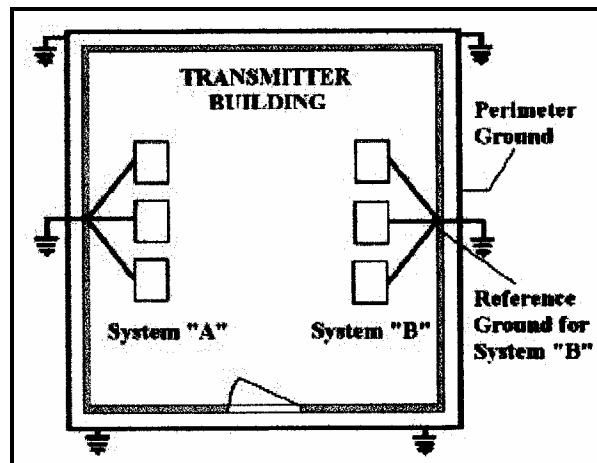 TRANSMITTER
BUILDING
Perimeter
Ground
System "A"
System "B"
Reference
Ground for
System "B"